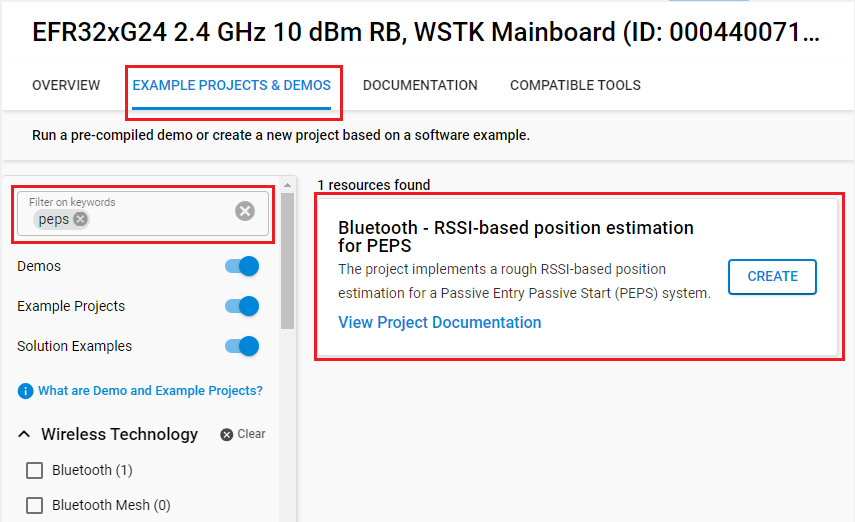 EFR32xG24 2.4 GHz 10 dBm RB, WSTK Mainboard (ID: 000440071...
OVERVIEW
EXAMPLE PROJECTS & DEMOS
DOCUMENTATION
COMPATIBLE TOOLS
Run a pre-compiled demo or create a new project based on a software example.
Filter on keywords
peps
Demos
Example Projects
Solution Examples
What are Demo and Example Projects?
Wireless Technology
Clear
Bluetooth (1)
Bluetooth Mesh (0)
1 resources found
Bluetooth - RSSI-based position estimation
for PEPS
The project implements a rough RSSI-based position
estimation for a Passive Entry Passive Start (PEPS) system.
View Project Documentation
CREATE